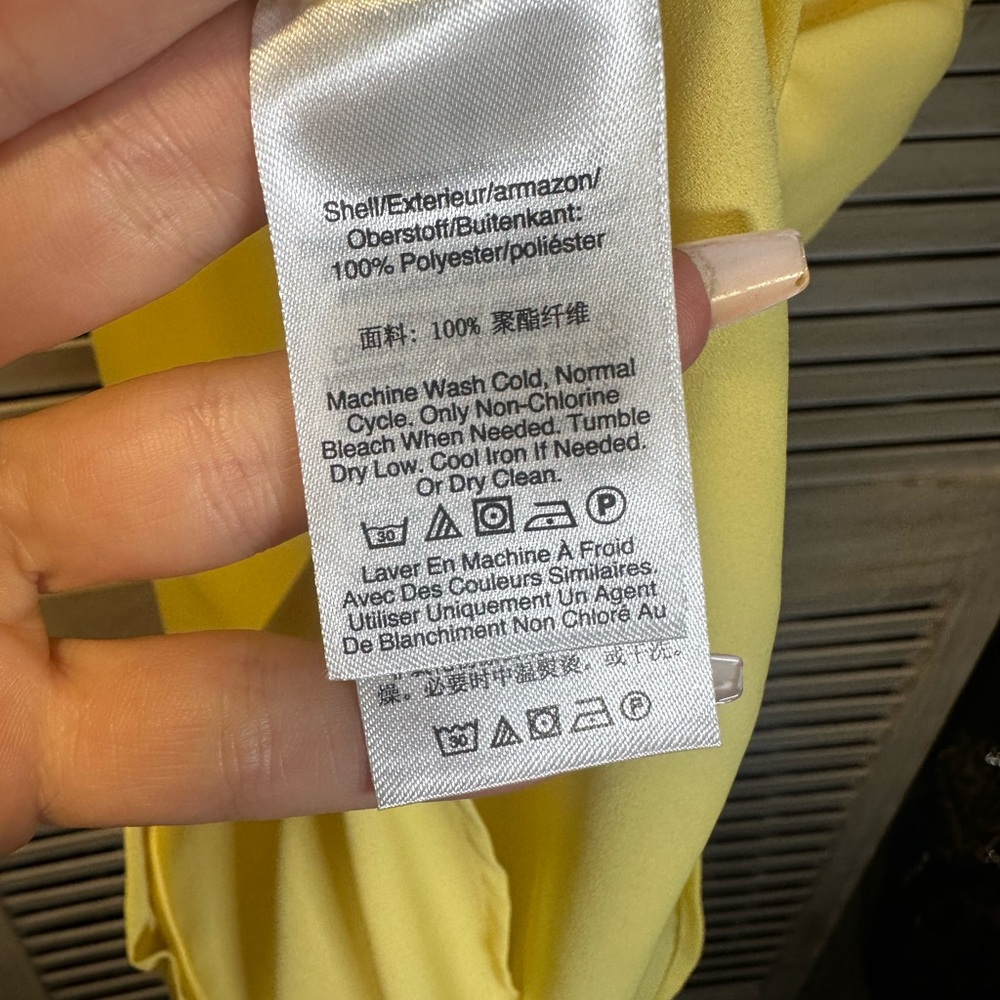 Shell/Exterieur/armazon/
Oberstoff/Buitenkant:
100% Polyester/poliéster
面料: 100% 聚酯纤维
Machine Wash Cold, Normal
Cycle. Only Non-Chlorine
Bleach When Needed. Tumble
Dry Low. Cool Iron If Needed.
Or Dry Clean.
30 P
Laver En Machine À Froid
Avec Des Couleurs Similaires.
Utiliser Uniquement Un Agent
De Blanchiment Non Chloré Au
燥。必要时中温熨烫。或干洗。
30 P